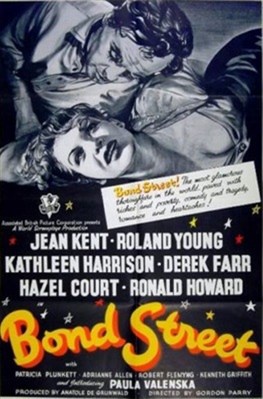 Bond Street! The most glamorous
thoroughfare in the world, paved with
riches and poverty, comedy and tragedy,
romance and heartaches!
Associated British Picture Corporation presents
A World Screenplays Production
JEAN KENT · ROLAND YOUNG
KATHLEEN HARRISON · DEREK FARR
HAZEL COURT · RONALD HOWARD
in
Bond Street
with
PATRICIA PLUNKETT · ADRIANNE ALLEN · ROBERT FLEMYNG · KENNETH GRIFFITH
and introducing PAULA VALENSKA
PRODUCED BY ANATOLE DE GRUNWALD DIRECTED BY GORDON PARRY